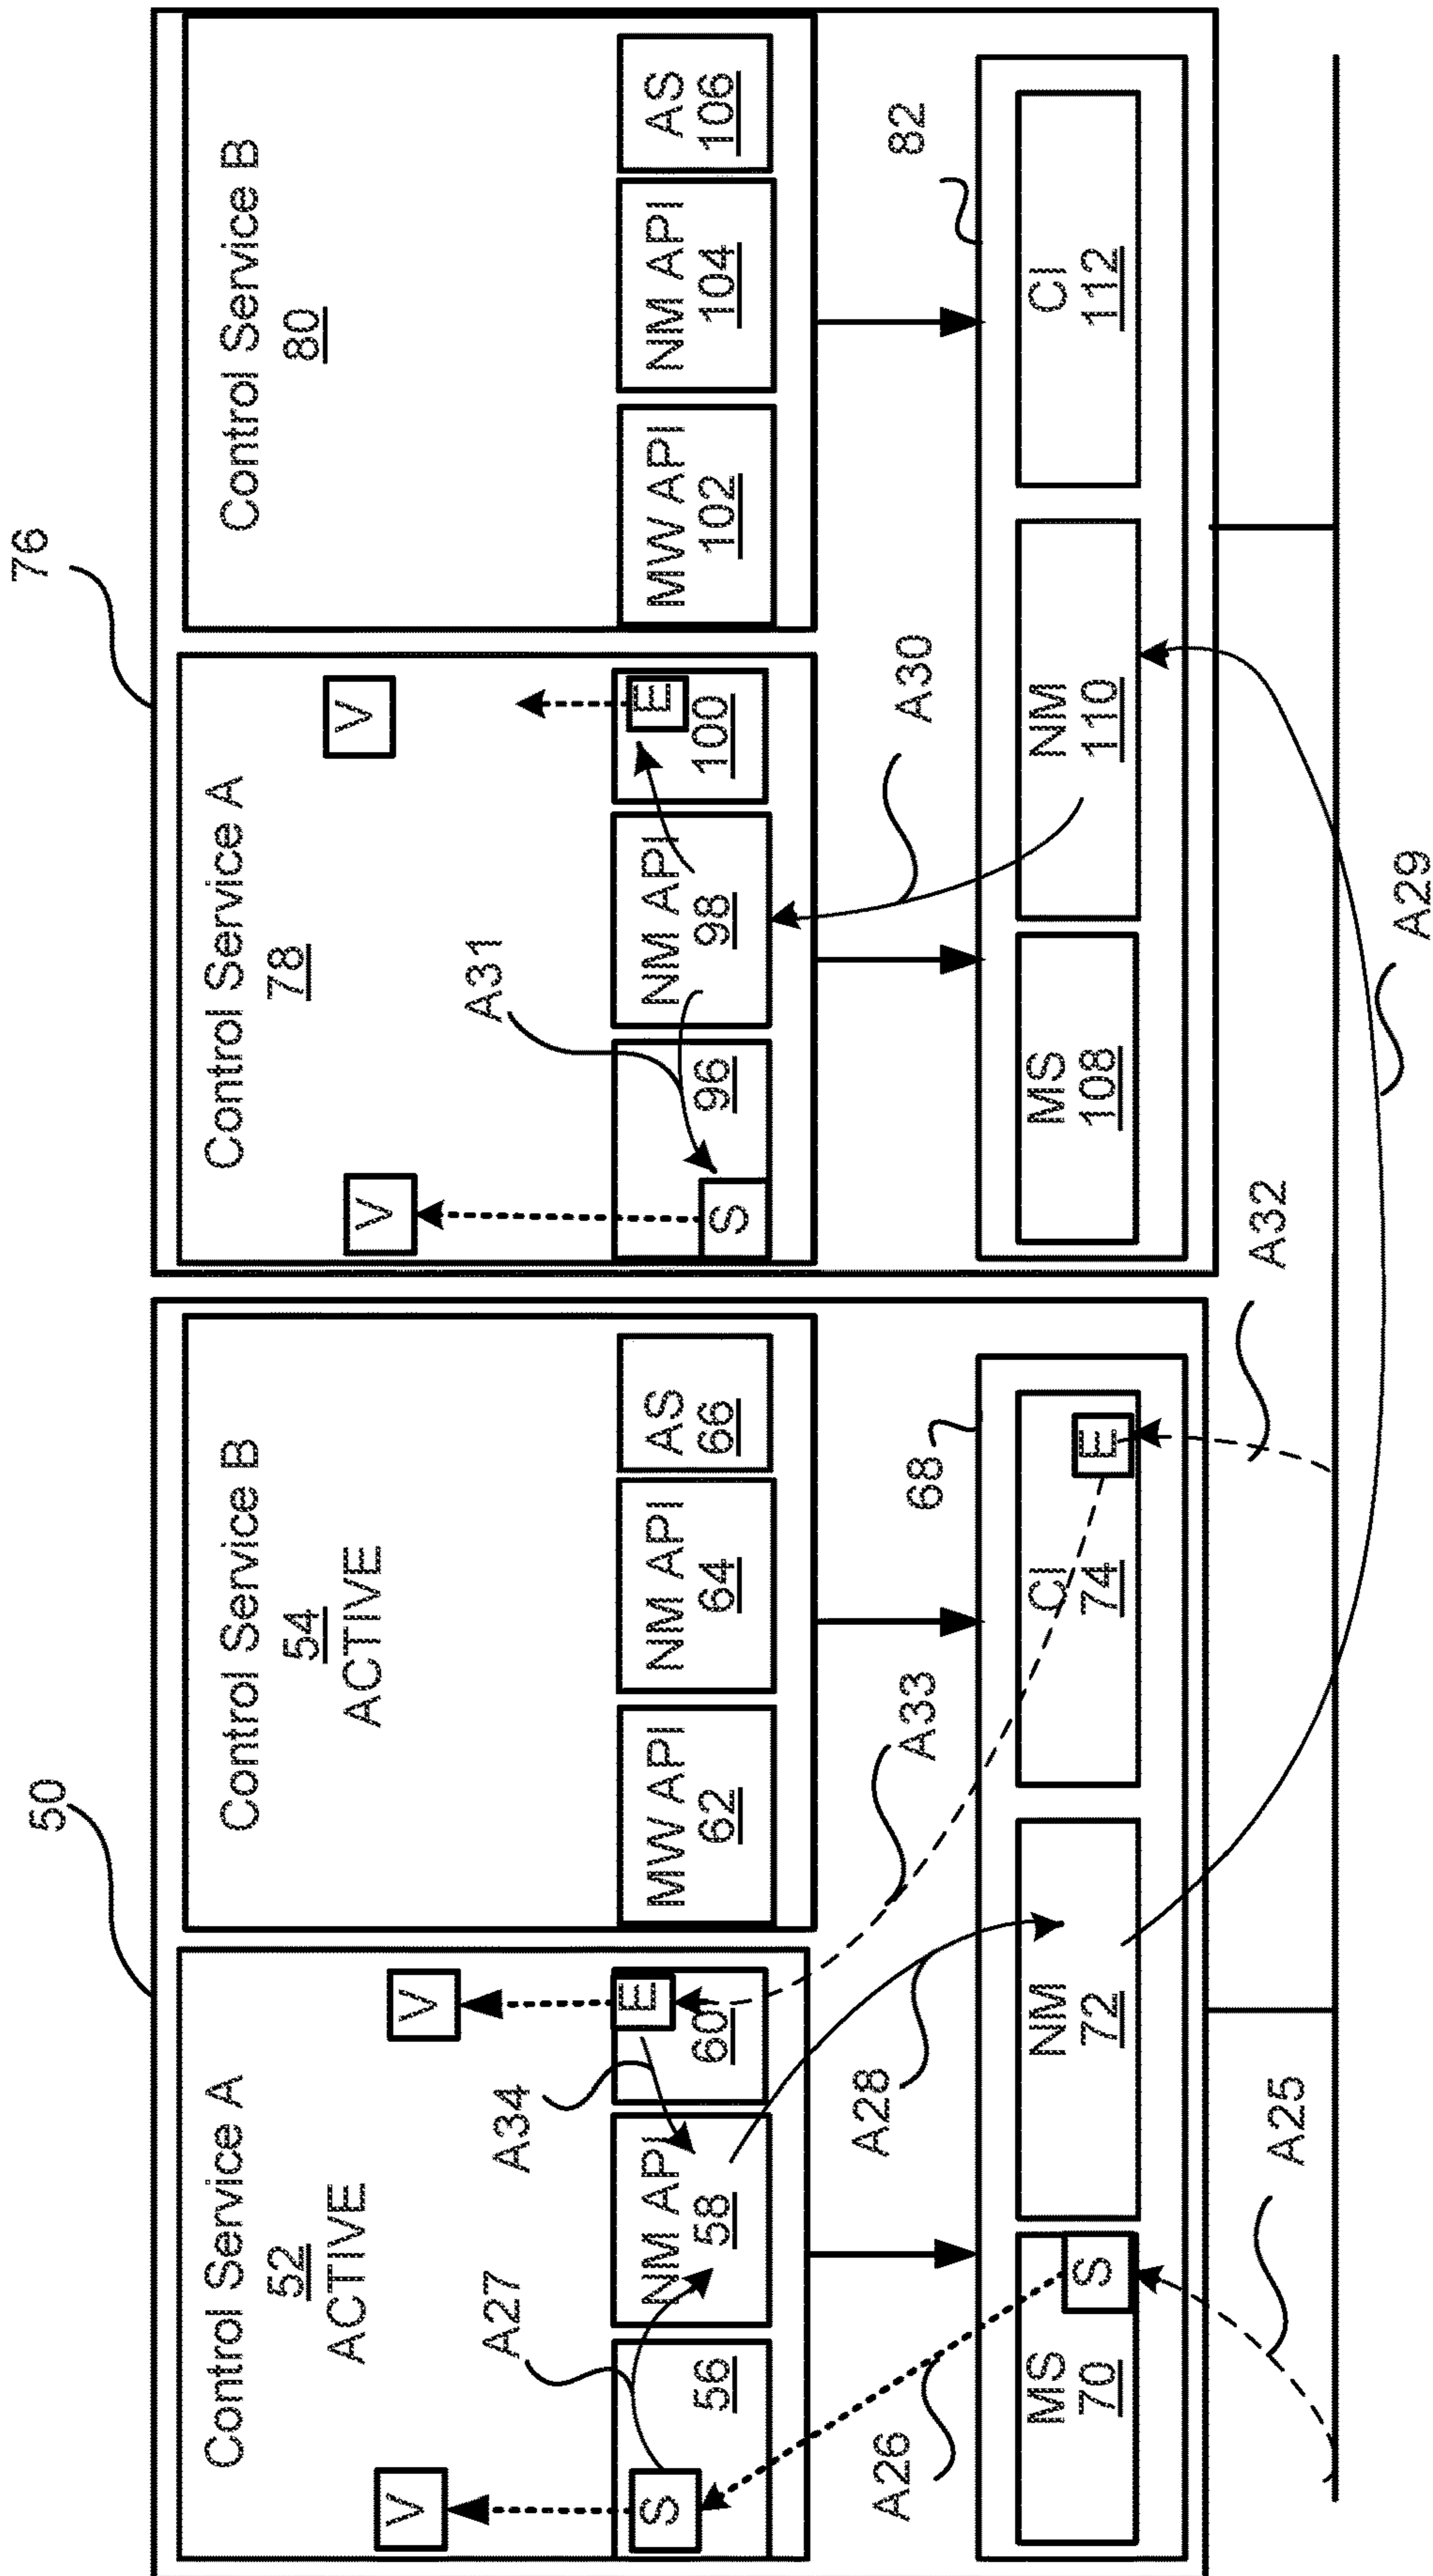 50
76
Control Service A
52
ACTIVE
V
V
A27
A34
S
56
NM API
58
E
60
Control Service B
54
ACTIVE
MW API
62
NM API
64
AS
66
Control Service A
78
V
V
A31
S
96
NM API
98
E
100
Control Service B
80
MW API
102
NM API
104
AS
106
A26
A28
A33
68
A30
82
MS
70
S
NM
72
CI
74
E
MS
108
NM
110
CI
112
A25
A32
A29